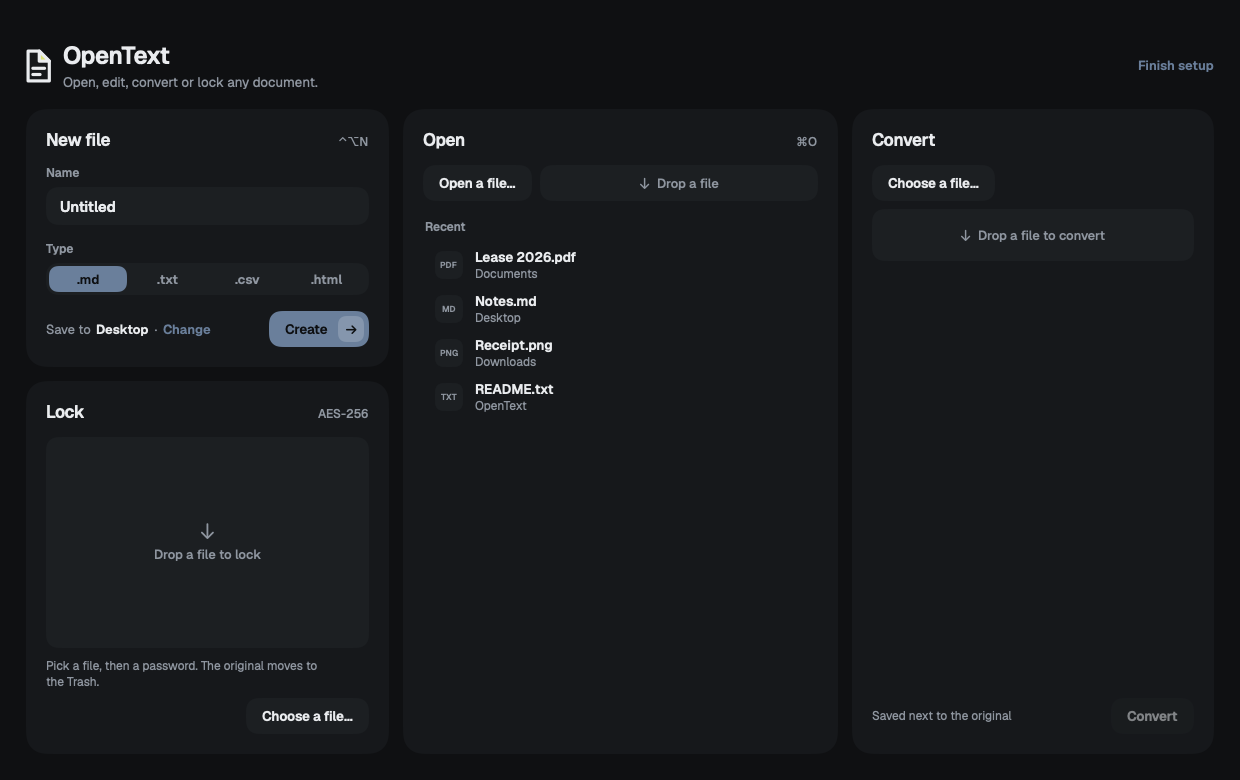 OpenText
Open, edit, convert or lock any document.
Finish setup
New file
^⌥N
Name
Untitled
Type
.md .txt .csv .html
Save to Desktop · Change
Create →
Lock
AES-256
↓
Drop a file to lock
Pick a file, then a password. The original moves to
the Trash.
Choose a file...
Open
⌘O
Open a file...
↓ Drop a file
Recent
PDF
Lease 2026.pdf
Documents
MD
Notes.md
Desktop
PNG
Receipt.png
Downloads
TXT
README.txt
OpenText
Convert
Choose a file...
↓ Drop a file to convert
Saved next to the original
Convert